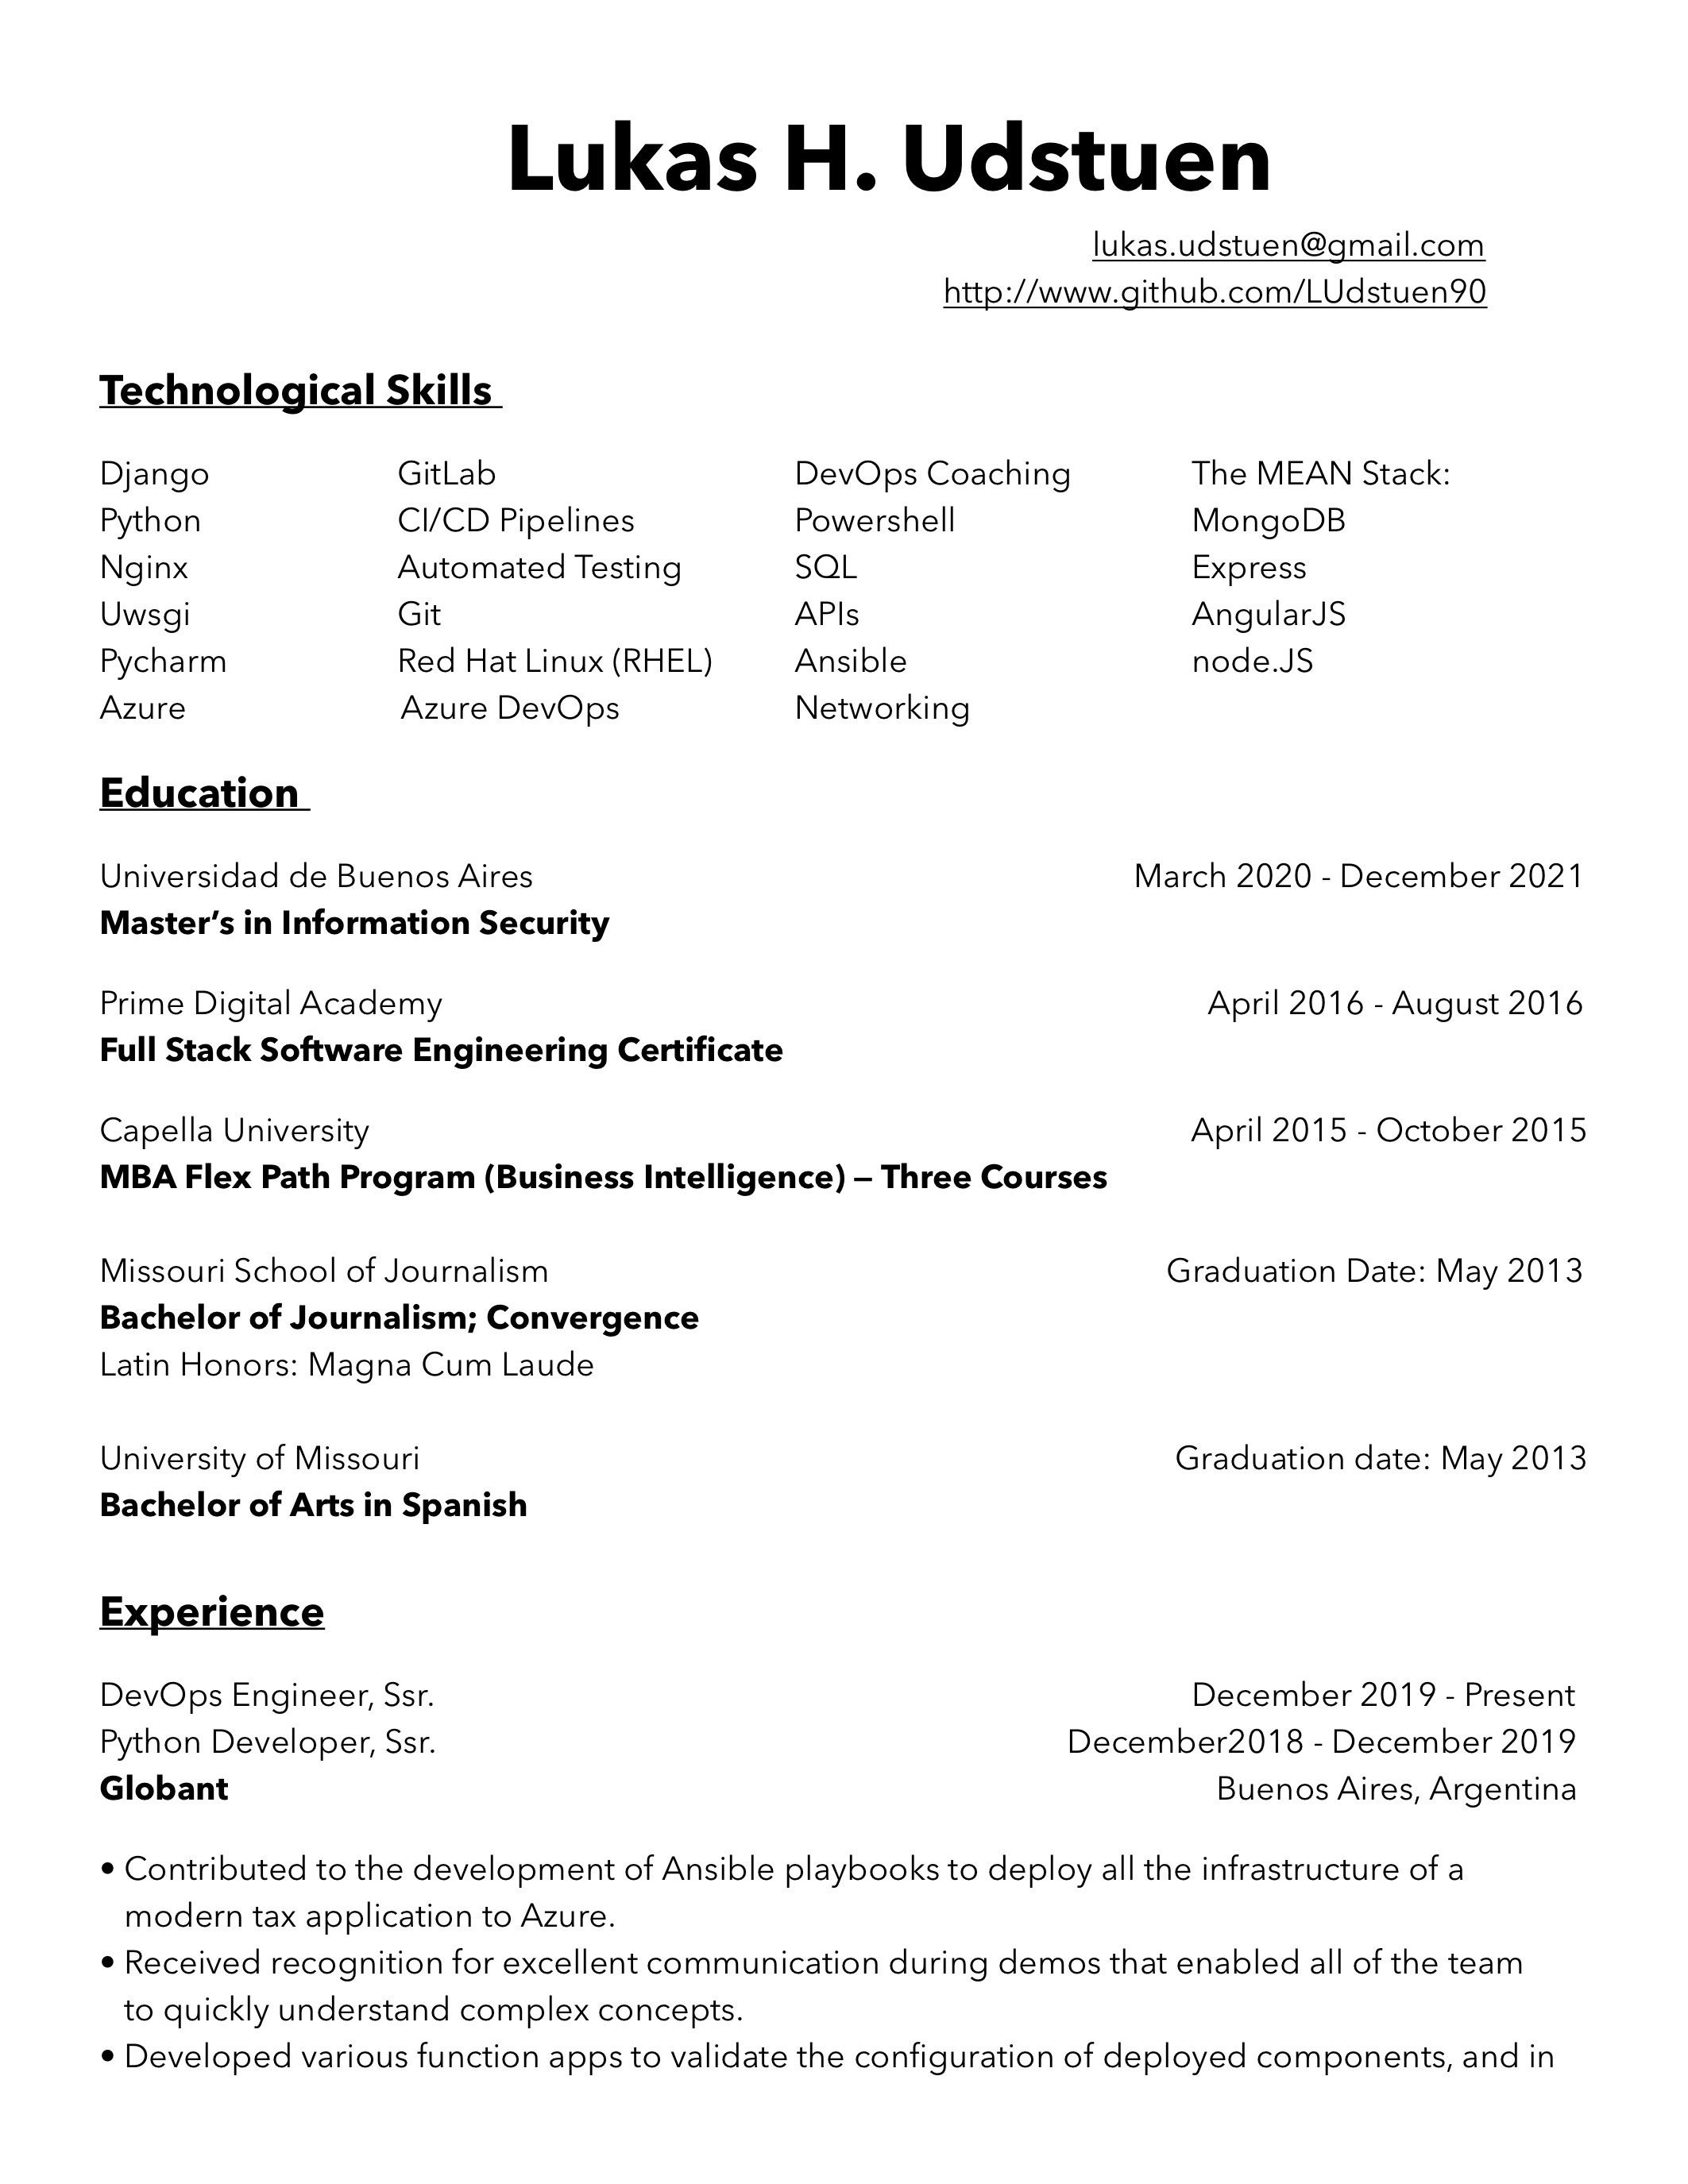 Lukas H. Udstuen
lukas.udstuen@gmail.com
http://www.github.com/LUdstuen90
Technological Skills
Django GitLab DevOps Coaching The MEAN Stack:
Python CI/CD Pipelines Powershell MongoDB
Nginx Automated Testing SQL Express
Uwsgi Git APIs AngularJS
Pycharm Red Hat Linux (RHEL) Ansible node.JS
Azure Azure DevOps Networking
Education
Universidad de Buenos Aires March 2020 - December 2021
Master’s in Information Security
Prime Digital Academy April 2016 - August 2016
Full Stack Software Engineering Certificate
Capella University April 2015 - October 2015
MBA Flex Path Program (Business Intelligence) – Three Courses
Missouri School of Journalism Graduation Date: May 2013
Bachelor of Journalism; Convergence
Latin Honors: Magna Cum Laude
University of Missouri Graduation date: May 2013
Bachelor of Arts in Spanish
Experience
DevOps Engineer, Ssr. December 2019 - Present
Python Developer, Ssr. December2018 - December 2019
Globant Buenos Aires, Argentina
• Contributed to the development of Ansible playbooks to deploy all the infrastructure of a
modern tax application to Azure.
• Received recognition for excellent communication during demos that enabled all of the team
to quickly understand complex concepts.
• Developed various function apps to validate the configuration of deployed components, and in